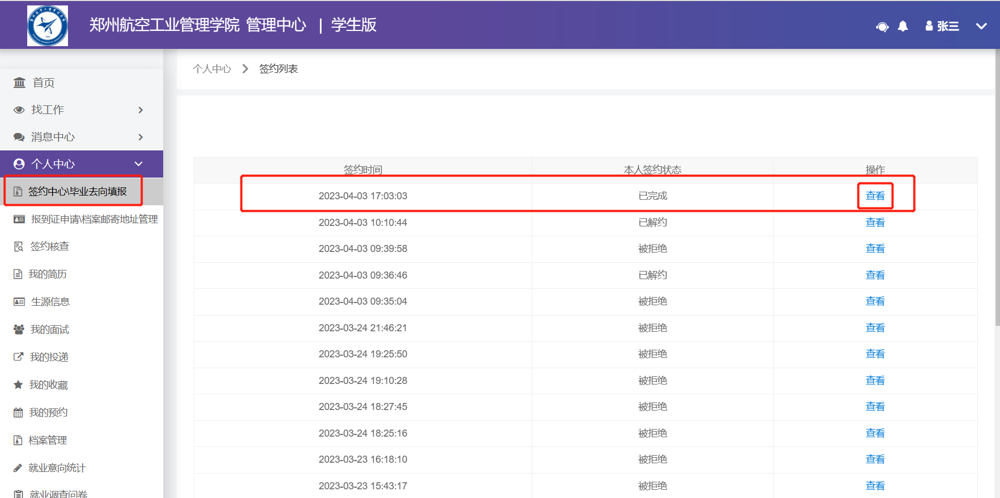 郑州航空工业管理学院 管理中心 | 学生版
张三
首页
找工作
消息中心
个人中心
签约中心\毕业去向填报
报到证申请\档案邮寄地址管理
签约核查
我的简历
生源信息
我的面试
我的投递
我的收藏
我的预约
档案管理
就业意向统计
就业调查问卷
个人中心 > 签约列表
签约时间 本人签约状态 操作
2023-04-03 17:03:03 已完成 查看
2023-04-03 10:10:44 已解约 查看
2023-04-03 09:39:58 被拒绝 查看
2023-04-03 09:36:46 已解约 查看
2023-04-03 09:35:04 被拒绝 查看
2023-03-24 21:46:21 被拒绝 查看
2023-03-24 19:25:50 被拒绝 查看
2023-03-24 19:10:28 被拒绝 查看
2023-03-24 18:27:45 被拒绝 查看
2023-03-24 18:25:16 被拒绝 查看
2023-03-23 16:18:10 被拒绝 查看
2023-03-23 15:43:17 被拒绝 查看